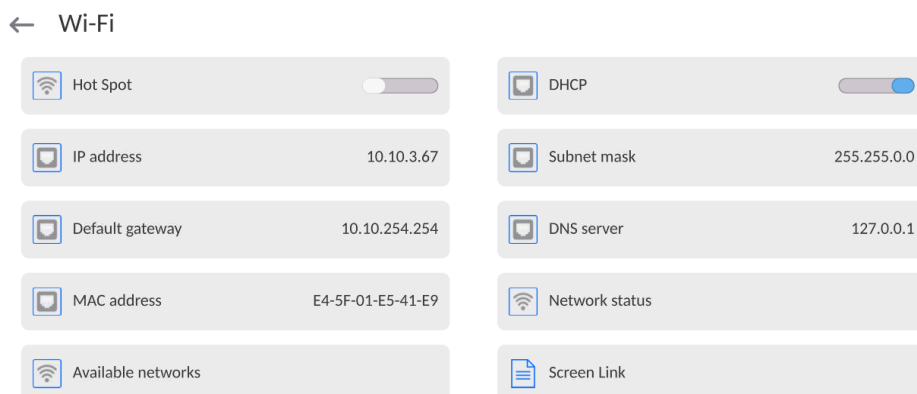 Wi-Fi
Hot Spot
DHCP
IP address 10.10.3.67
Subnet mask 255.255.0.0
Default gateway 10.10.254.254
DNS server 127.0.0.1
MAC address E4-5F-01-E5-41-E9
Network status
Available networks
Screen Link